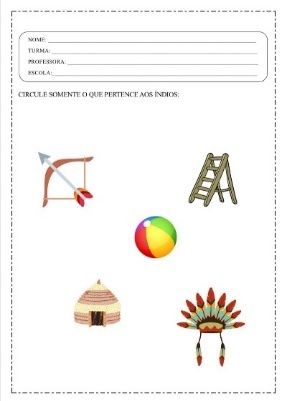 NOME:
TURMA:
PROFESSORA:
ESCOLA:
CIRCULE SOMENTE O QUE PERTENCE AOS ÍNDIOS: